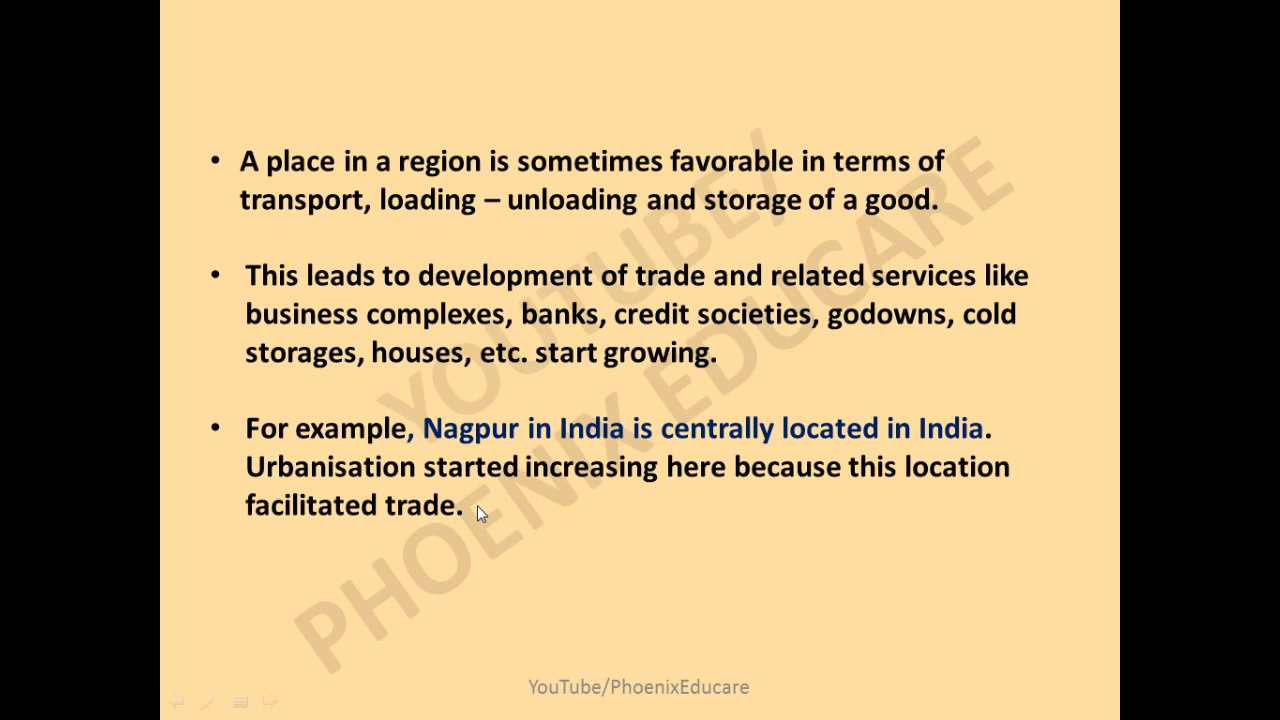 • A place in a region is sometimes favorable in terms of
transport, loading – unloading and storage of a good.
• This leads to development of trade and related services like
business complexes, banks, credit societies, godowns, cold
storages, houses, etc. start growing.
• For example, Nagpur in India is centrally located in India.
Urbanisation started increasing here because this location
facilitated trade.
YOUTUBE/
PHOENIX EDUCARE
YouTube/PhoenixEducare